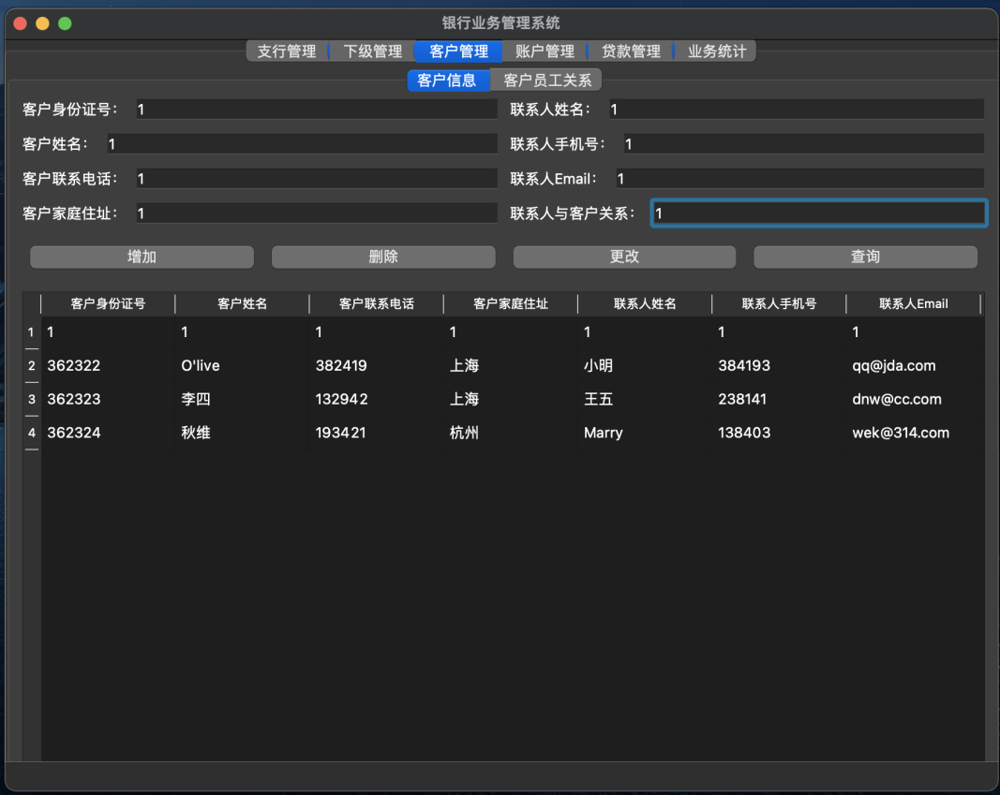 银行业务管理系统
支行管理 下级管理 客户管理 账户管理 贷款管理 业务统计
客户信息 客户员工关系
客户身份证号： 1 联系人姓名： 1
客户姓名： 1 联系人手机号： 1
客户联系电话： 1 联系人Email： 1
客户家庭住址： 1 联系人与客户关系： 1
增加 删除 更改 查询
客户身份证号 客户姓名 客户联系电话 客户家庭住址 联系人姓名 联系人手机号 联系人Email
1 1 1 1 1 1 1 1
2 362322 O'live 382419 上海 小明 384193 qq@jda.com
3 362323 李四 132942 上海 王五 238141 dnw@cc.com
4 362324 秋维 193421 杭州 Marry 138403 wek@314.com